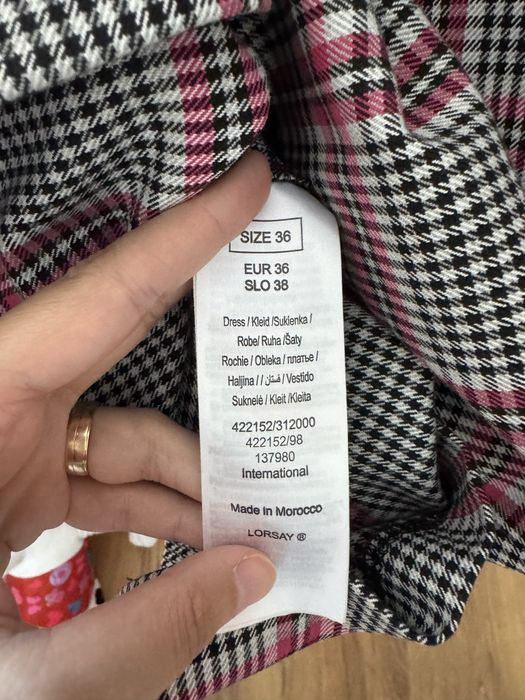 SIZE 36
EUR 36
SLO 38
Dress / Kleid /Sukienka /
Robe/ Ruha /Šaty
Rochie / Obleka / платье /
Haljina / / فستان / Vestido
Suknelė / Kleit /Kleita
422152/312000
422152/98
137980
International
Made in Morocco
LORSAY ®